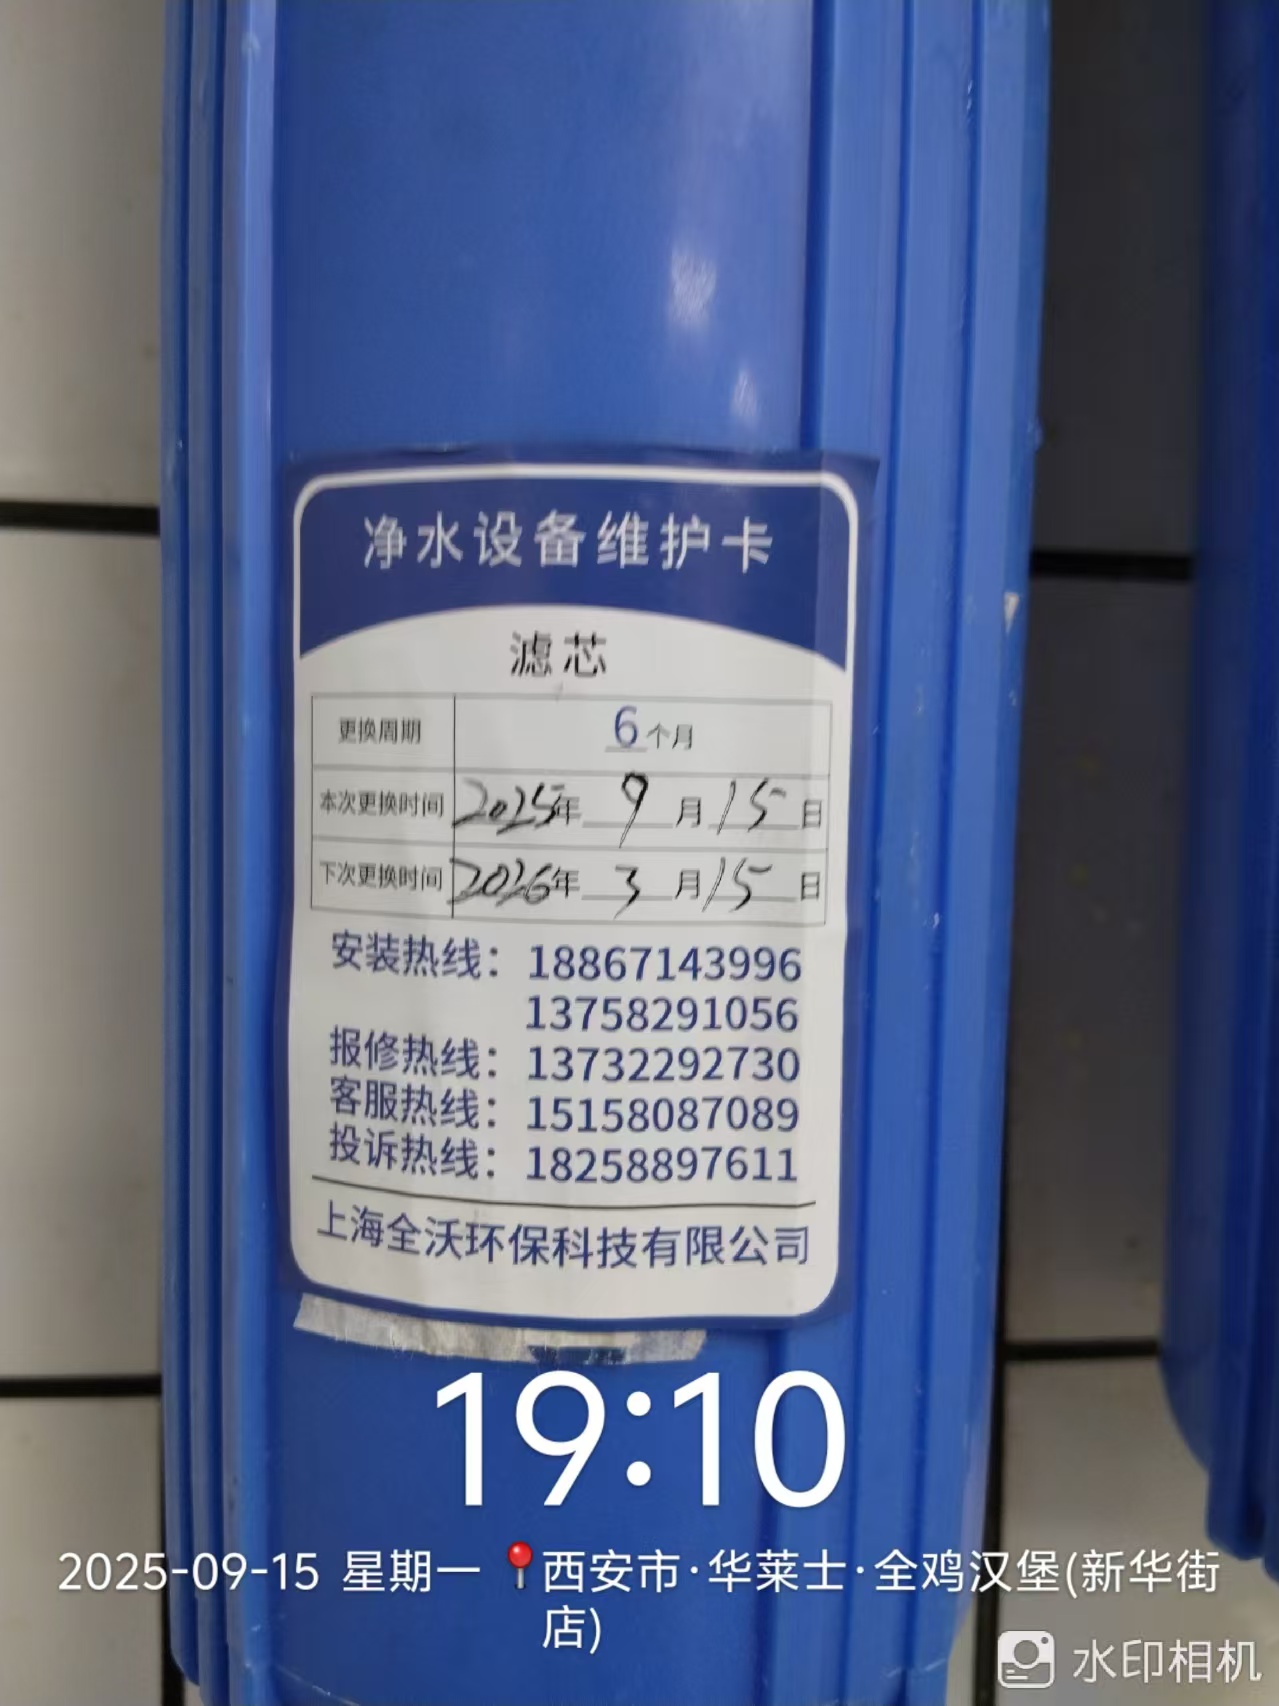 净水设备维护卡
滤芯
更换周期 6个月
本次更换时间 2025年 9 月 15 日
下次更换时间 2026年 3 月 15 日
安装热线：18867143996
13758291056
报修热线：13732292730
客服热线：15158087089
投诉热线：18258897611
上海全沃环保科技有限公司
19:10
2025-09-15 星期一 📍西安市·华莱士·全鸡汉堡(新华街
店)
水印相机